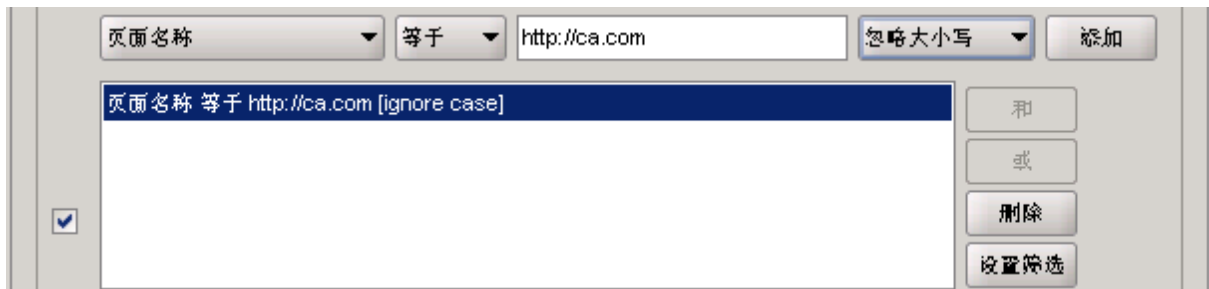 页面名称 等于 http://ca.com 忽略大小写 添加
页面名称 等于 http://ca.com [ignore case]
和
或
删除
设置筛选